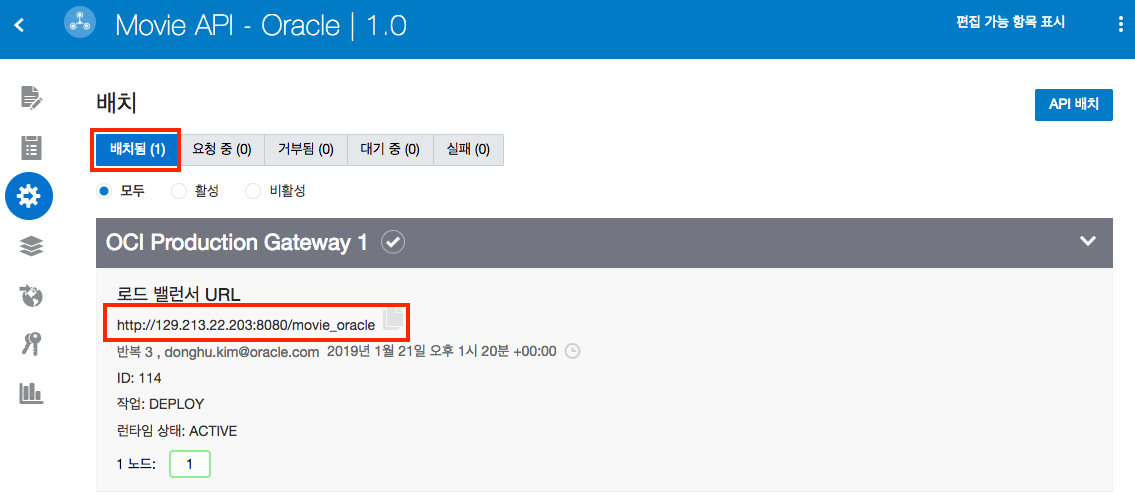 Movie API - Oracle | 1.0
편집 가능 항목 표시
배치
API 배치
배치됨 (1) 요청 중 (0) 거부됨 (0) 대기 중 (0) 실패 (0)
모두 활성 비활성
OCI Production Gateway 1
로드 밸런서 URL
http://129.213.22.203:8080/movie_oracle
반복 3 , donghu.kim@oracle.com 2019년 1월 21일 오후 1시 20분 +00:00
ID: 114
작업: DEPLOY
런타임 상태: ACTIVE
1 노드: 1